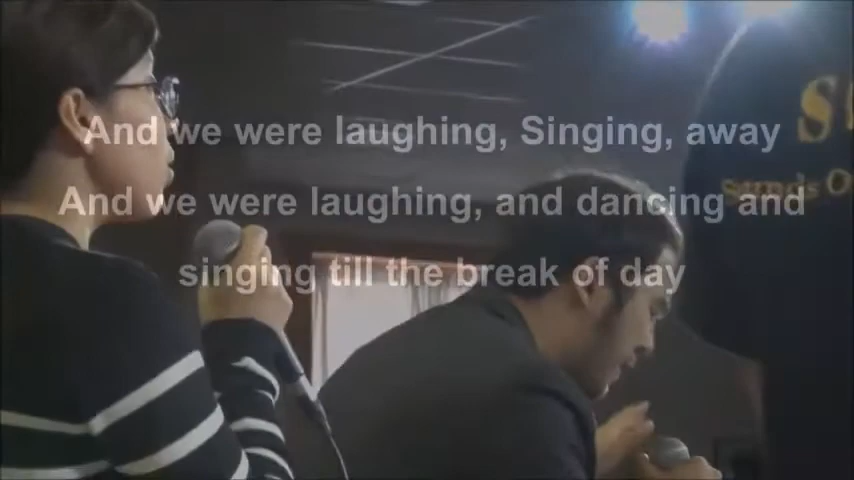 And we were laughing, Singing, away
And we were laughing, and dancing and
singing till the break of day